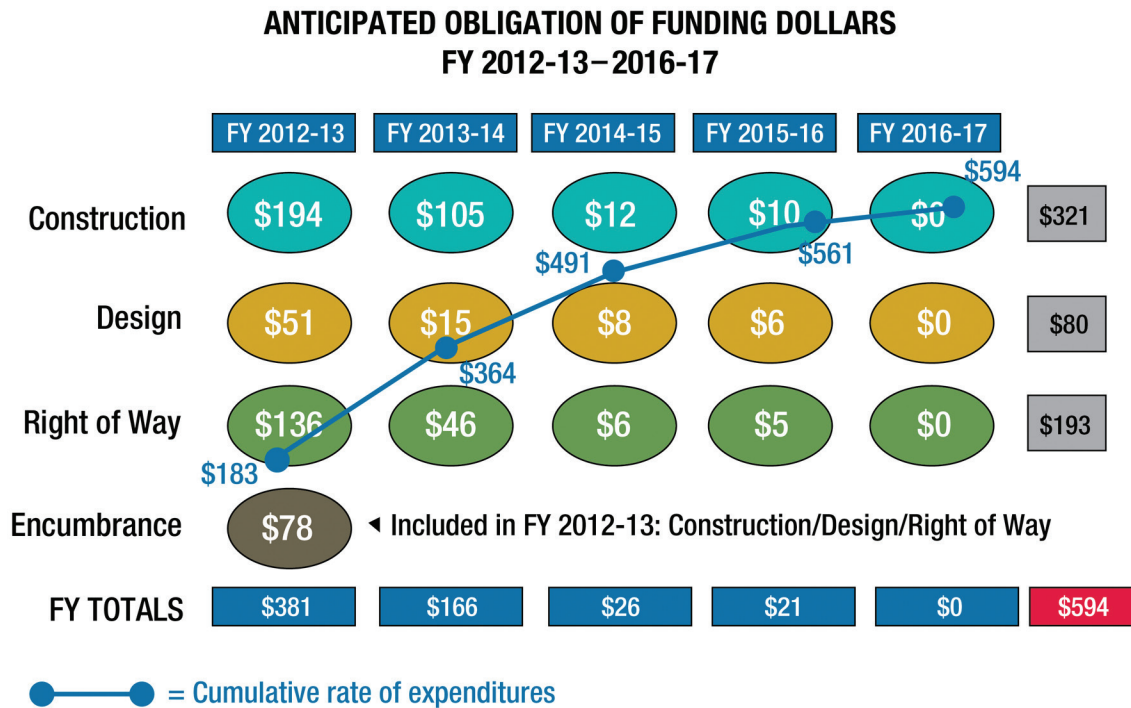 ANTICIPATED OBLIGATION OF FUNDING DOLLARS
FY 2012-13–2016-17
FY 2012-13 FY 2013-14 FY 2014-15 FY 2015-16 FY 2016-17
$594
Construction $194 $105 $12 $10 $0 $321
$491 $561
Design $51 $15 $8 $6 $0 $80
$364
Right of Way $136 $46 $6 $5 $0 $193
$183
Encumbrance $78 ◄ Included in FY 2012-13: Construction/Design/Right of Way
FY TOTALS $381 $166 $26 $21 $0 $594
= Cumulative rate of expenditures